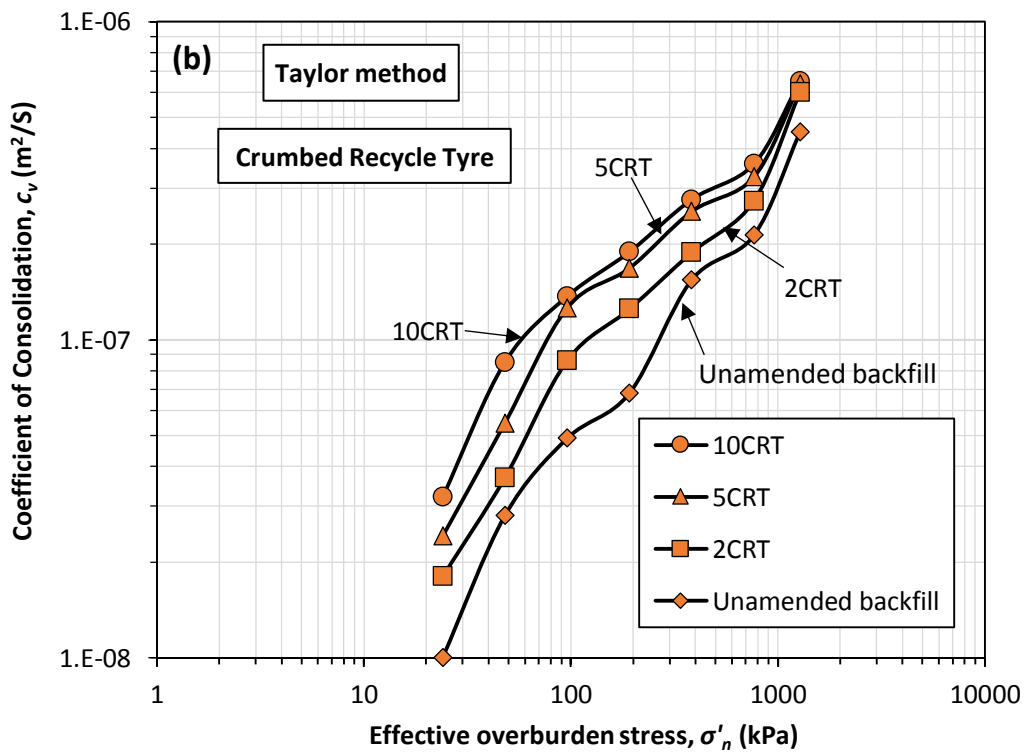 (b)
Taylor method
Crumbed Recycle Tyre
Coefficient of Consolidation, cv (m2/S)
1.E-06
1.E-07
1.E-08
5CRT
2CRT
10CRT
Unamended backfill
10CRT
5CRT
2CRT
Unamended backfill
1 10 100 1000 10000
Effective overburden stress, σ'n (kPa)